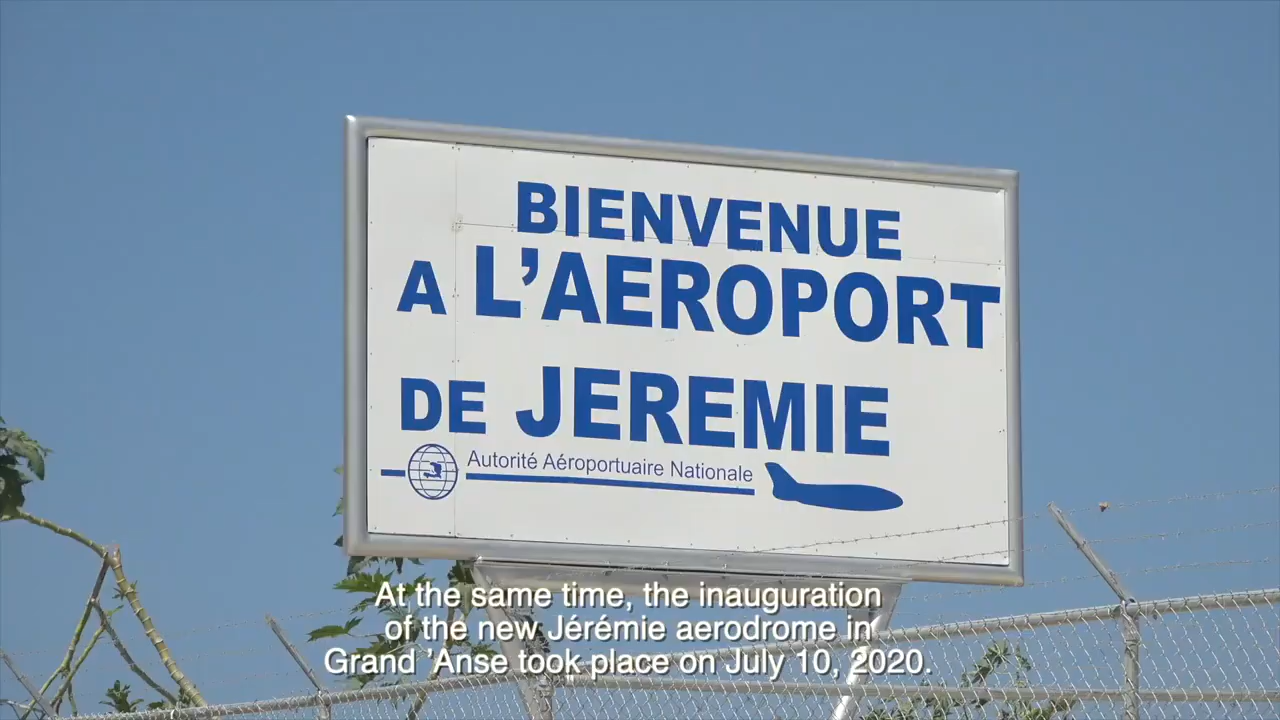 BIENVENUE
A L'AEROPORT
DE JEREMIE
Autorité Aéroportuaire Nationale
At the same time, the inauguration
of the new Jérémie aerodrome in
Grand 'Anse took place on July 10, 2020.